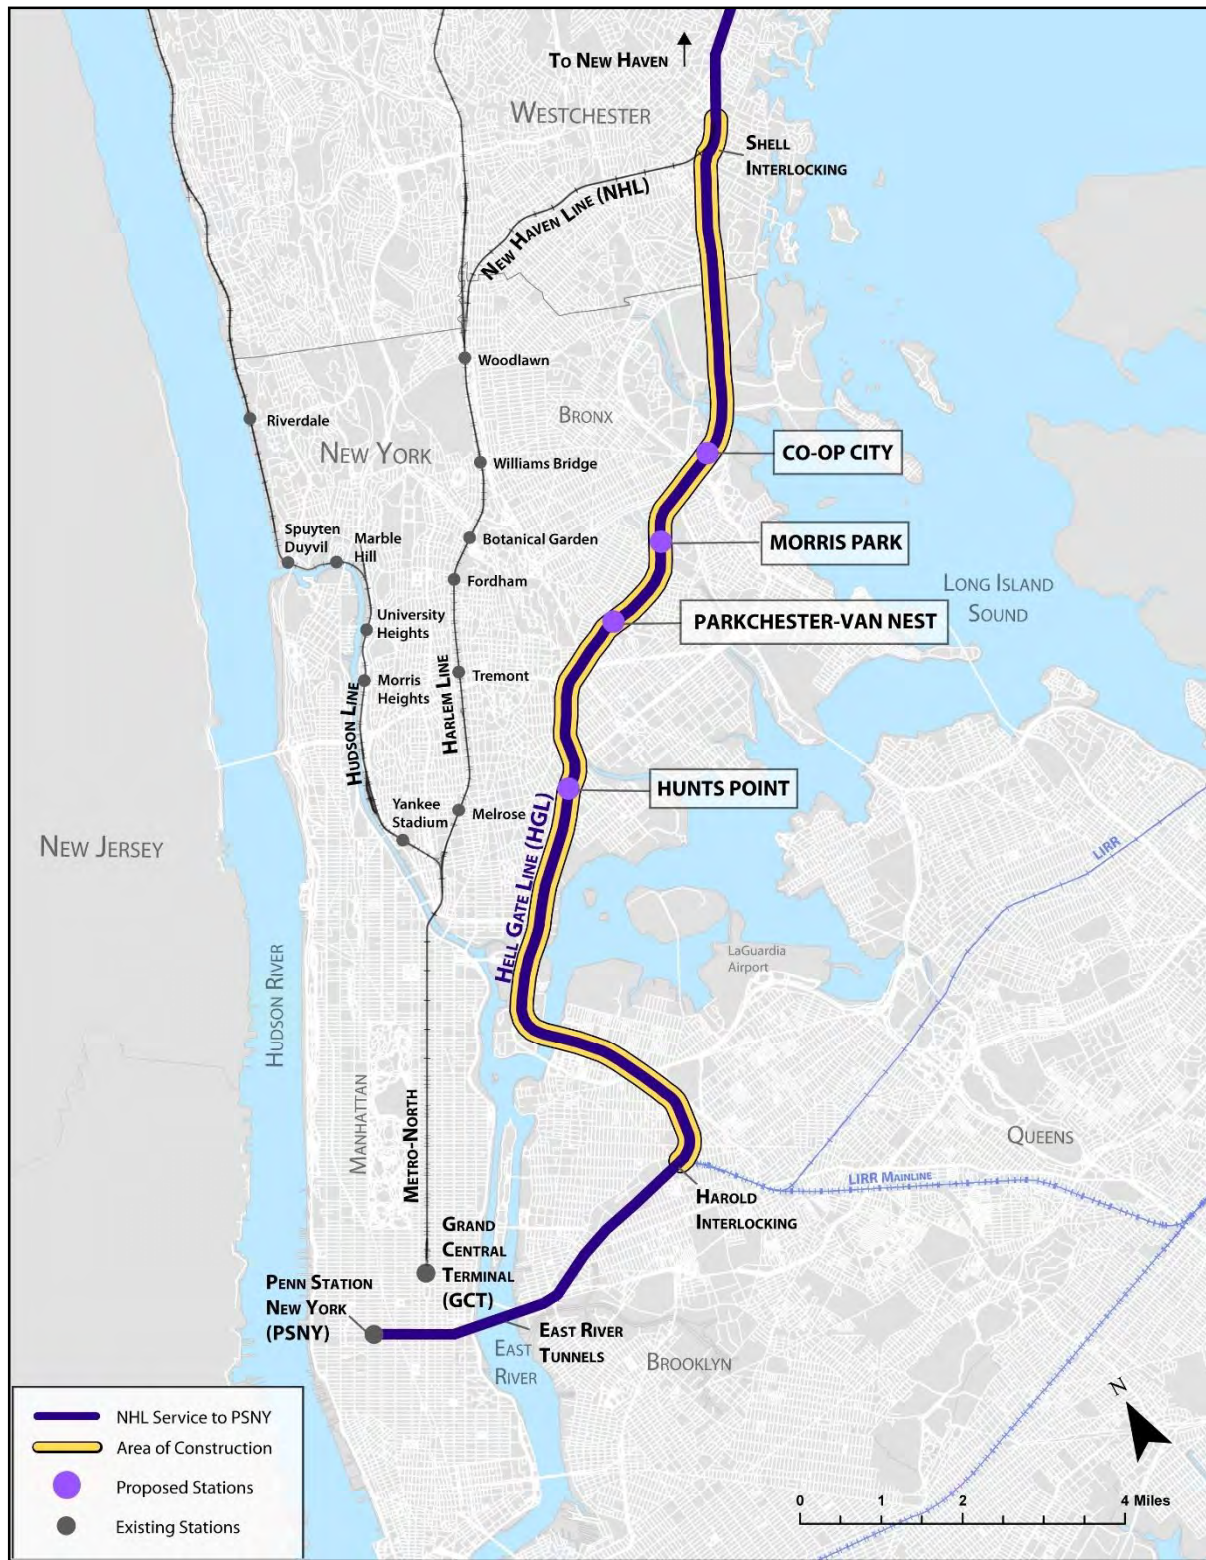 TO NEW HAVEN
WESTCHESTER
SHELL
INTERLOCKING
NEW HAVEN LINE (NHL)
Woodlawn
BRONX
Riverdale
NEW YORK
CO-OP CITY
Williams Bridge
Spuyten
Duyvil
Marble
Hill
Botanical Garden
MORRIS PARK
Fordham
LONG ISLAND
SOUND
University
Heights
PARKCHESTER-VAN NEST
Morris
Heights
Tremont
HUDSON LINE
HARLEM LINE
HUNTS POINT
Yankee
Stadium
Melrose
NEW JERSEY
HELL GATE LINE (HGL)
LIRR
LaGuardia
Airport
HUDSON RIVER
MANHATTAN
METRO-NORTH
QUEENS
LIRR MAINLINE
HAROLD
INTERLOCKING
GRAND
CENTRAL
TERMINAL
(GCT)
PENN STATION
NEW YORK
(PSNY)
EAST RIVER
TUNNELS
EAST
RIVER
BROOKLYN
NHL Service to PSNY
Area of Construction
Proposed Stations
Existing Stations
N
0 1 2 4 Miles